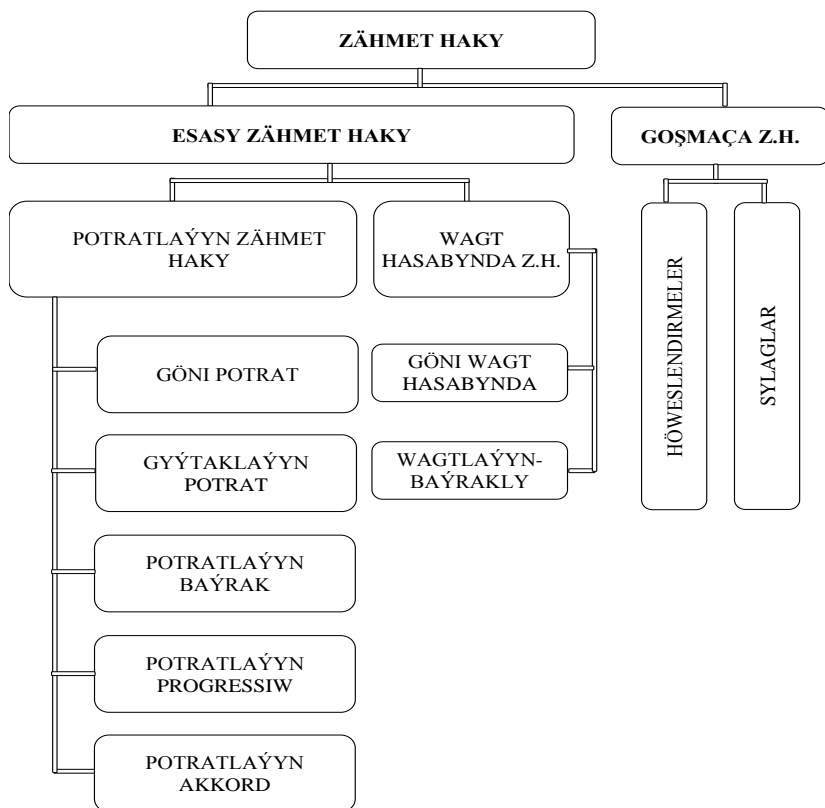 ZÄHMET HAKY
ESASY ZÄHMET HAKY
GOŞMAÇA Z.H.
POTRATLAÝYN ZÄHMET
HAKY
WAGT
HASABYNDA Z.H.
GÖNI POTRAT
GYÝTAKLAÝYN
POTRAT
POTRATLAÝYN
BAÝRAK
POTRATLAÝYN
PROGRESSIW
POTRATLAÝYN
AKKORD
GÖNI WAGT
HASABYNDA
WAGTLAÝYN-
BAÝRAKLY
HÖWESLENDIRMELER
SYLAGLAR